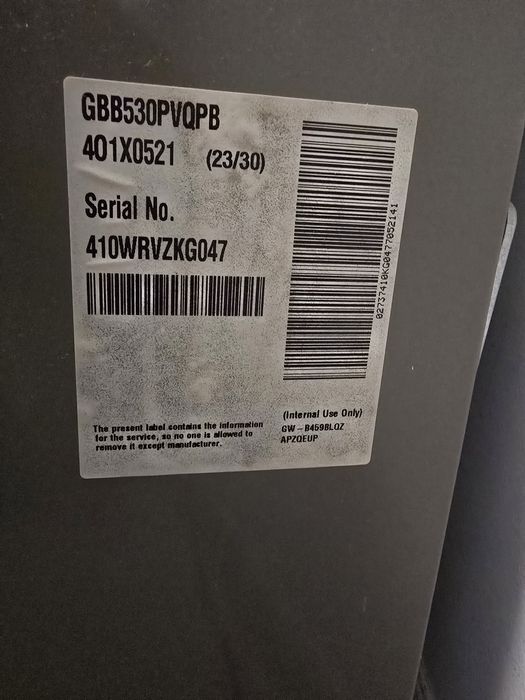 GBB530PVQPB
401X0521 (23/30)
Serial No.
410WRVZKG047
02737410KG0477052141
The present label contains the information
for the service, so no one is allowed to
remove it except manufacturer.
(Internal Use Only)
GW-B459BLQZ
APZQEUP